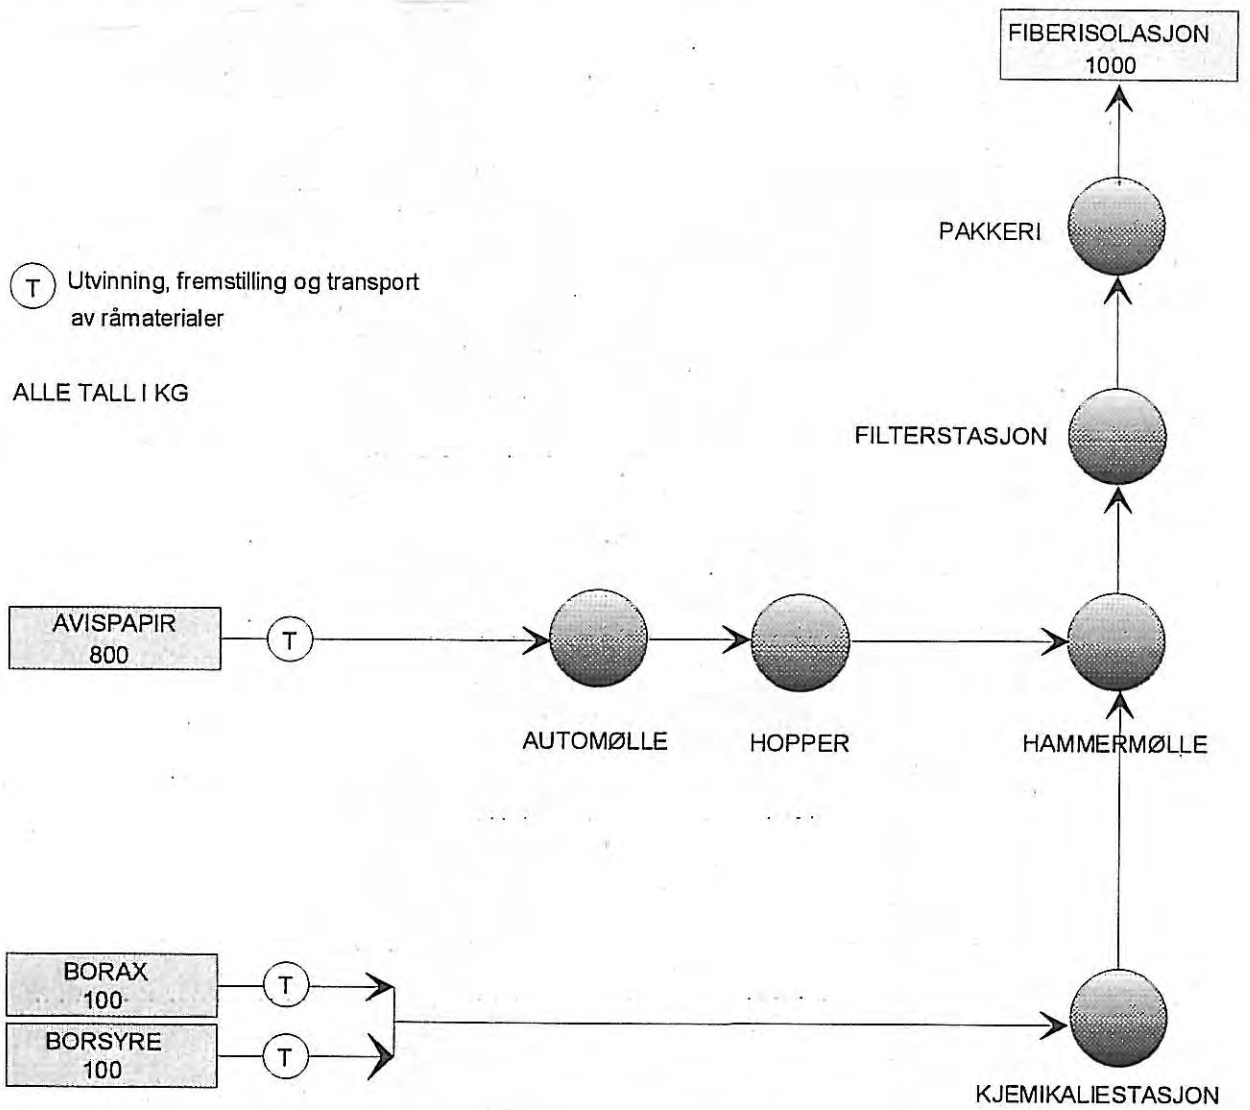 FIBERISOLASJON
1000
PAKKERI
T Utvinning, fremstilling og transport
av råmaterialer
ALLE TALL I KG
FILTERSTASJON
AVISPAPIR
800
T
AUTOMØLLE
HOPPER
HAMMERMØLLE
BORAX
100
T
BORSYRE
100
T
KJEMIKALIESTASJON